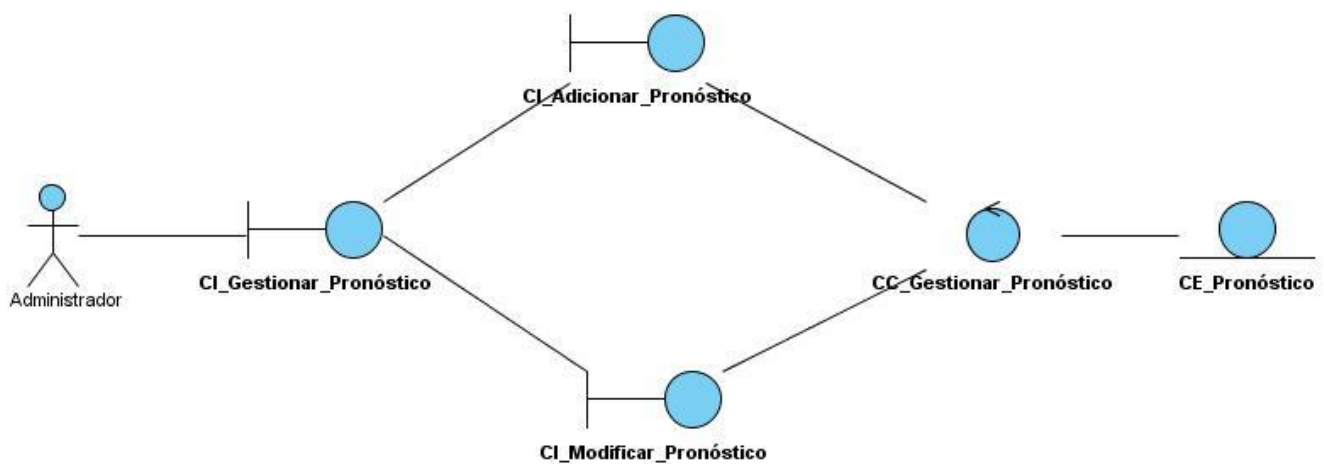 CI_Adicionar_Pronóstico
Administrador
CI_Gestionar_Pronóstico
CC_Gestionar_Pronóstico
CE_Pronóstico
CI_Modificar_Pronóstico